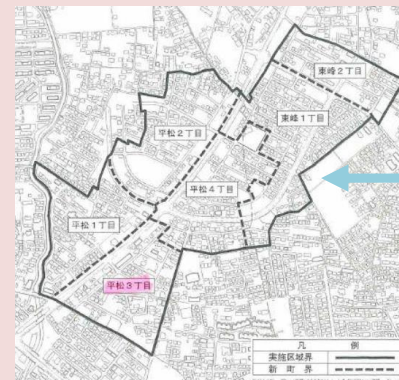 東峰2丁目
東峰1丁目
平松2丁目
平松4丁目
平松1丁目
平松3丁目
凡 例
実施区域界
新町界